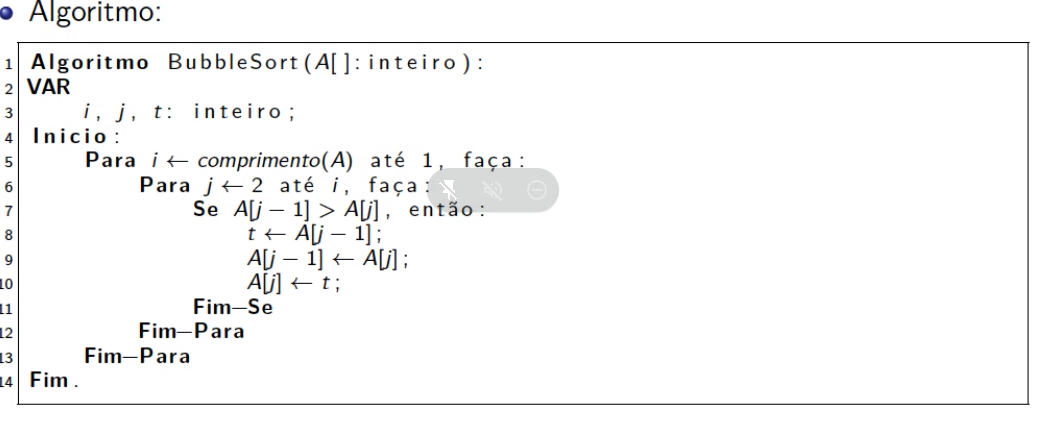 Algoritmo:
1 Algoritmo BubbleSort(A[]:inteiro):
2 VAR
3 i, j, t: inteiro;
4 Inicio:
5 Para i ← comprimento(A) até 1, faça:
6 Para j ← 2 até i, faça:
7 Se A[j − 1] > A[j], então:
8 t ← A[j − 1];
9 A[j − 1] ← A[j];
10 A[j] ← t;
11 Fim−Se
12 Fim−Para
13 Fim−Para
14 Fim.